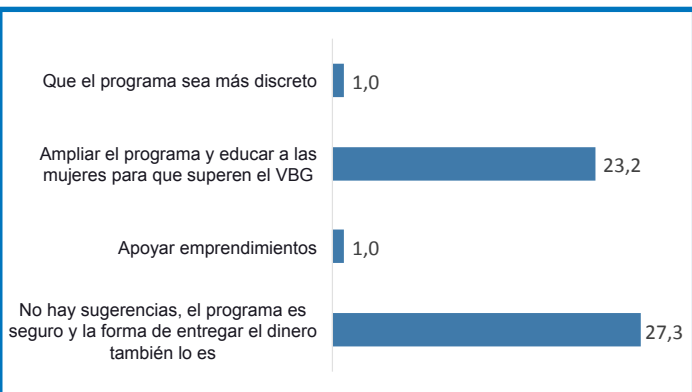 Que el programa sea más discreto
1,0
Ampliar el programa y educar a las
mujeres para que superen el VBG
23,2
Apoyar emprendimientos
1,0
No hay sugerencias, el programa es
seguro y la forma de entregar el dinero
también lo es
27,3